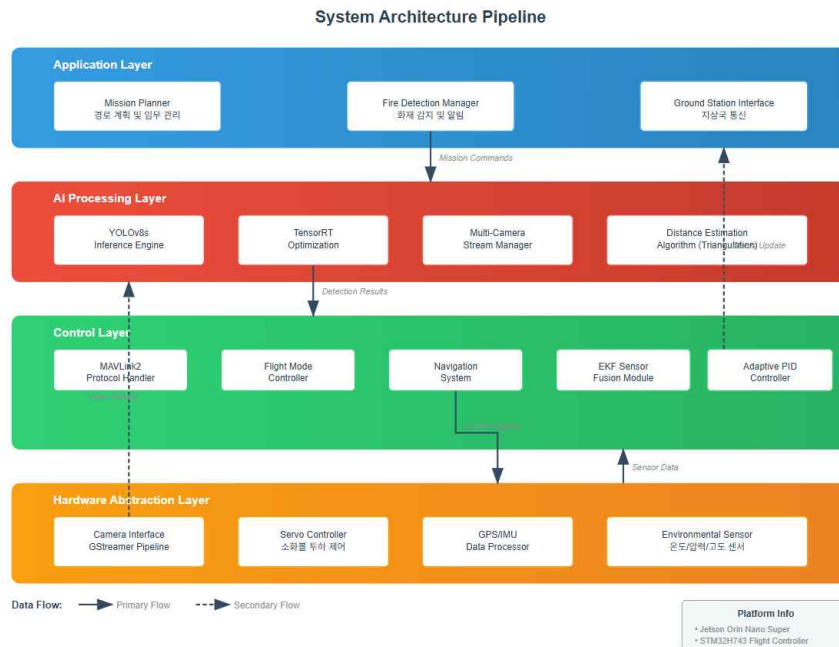 System Architecture Pipeline
Application Layer
Mission Planner
경로 계획 및 임무 관리
Fire Detection Manager
화재 감지 및 알림
Ground Station Interface
지상국 통신
Mission Commands
AI Processing Layer
YOLOv8s
Inference Engine
TensorRT
Optimization
Multi-Camera
Stream Manager
Distance Estimation
Algorithm (Triangulation)
Update
Detection Results
Control Layer
MAVLink2
Protocol Handler
Flight Mode
Controller
Navigation
System
EKF Sensor
Fusion Module
Adaptive PID
Controller
Sensor Data
Hardware Abstraction Layer
Camera Interface
GStreamer Pipeline
Servo Controller
소화볼 투하 제어
GPS/IMU
Data Processor
Environmental Sensor
온도/압력/고도 센서
Data Flow:
Primary Flow
Secondary Flow
Platform Info
• Jetson Orin Nano Super
• STM32H743 Flight Controller